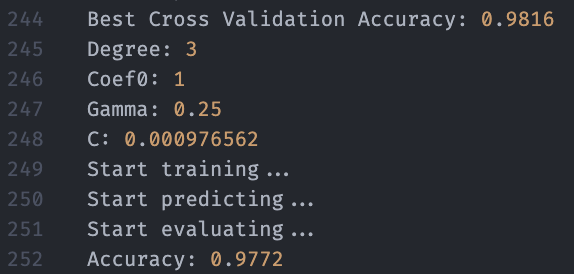 244 Best Cross Validation Accuracy: 0.9816
245 Degree: 3
246 Coef0: 1
247 Gamma: 0.25
248 C: 0.000976562
249 Start training...
250 Start predicting...
251 Start evaluating...
252 Accuracy: 0.9772